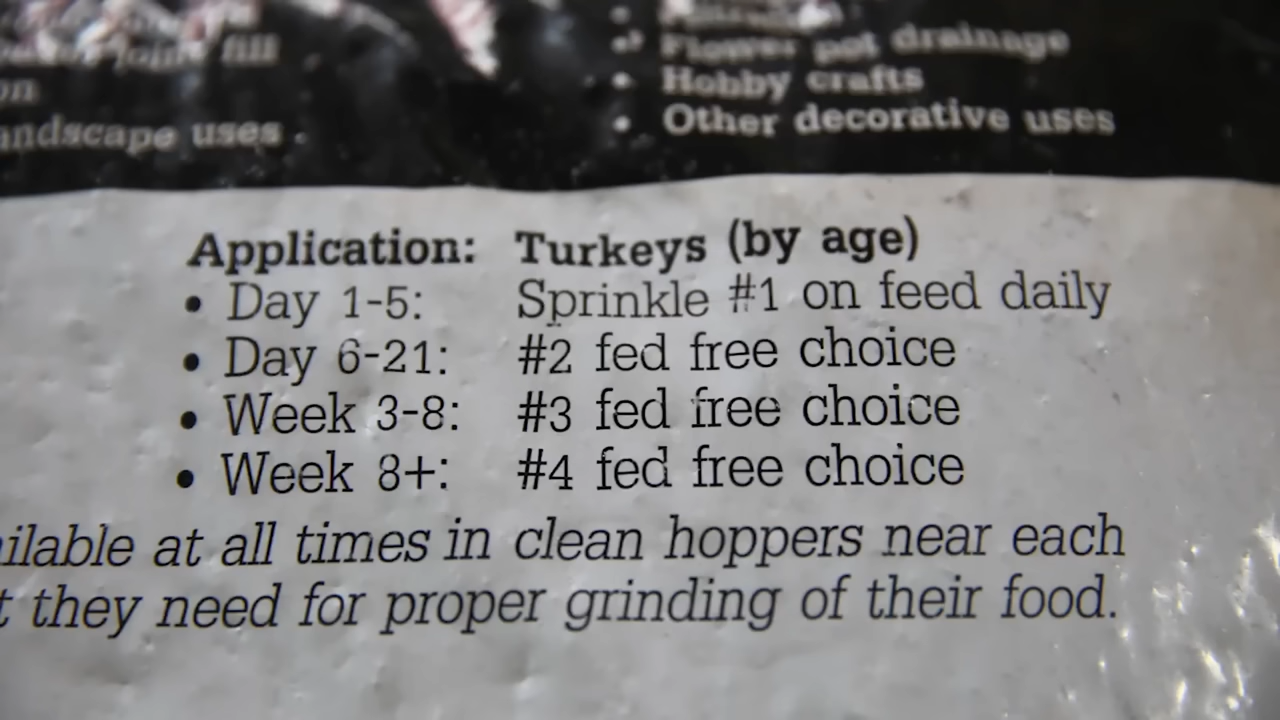 fill
• Flower pot drainage
on
• Hobby crafts
andscape uses
• Other decorative uses
Application: Turkeys (by age)
• Day 1-5: Sprinkle #1 on feed daily
• Day 6-21: #2 fed free choice
• Week 3-8: #3 fed free choice
• Week 8+: #4 fed free choice
ilable at all times in clean hoppers near each
t they need for proper grinding of their food.